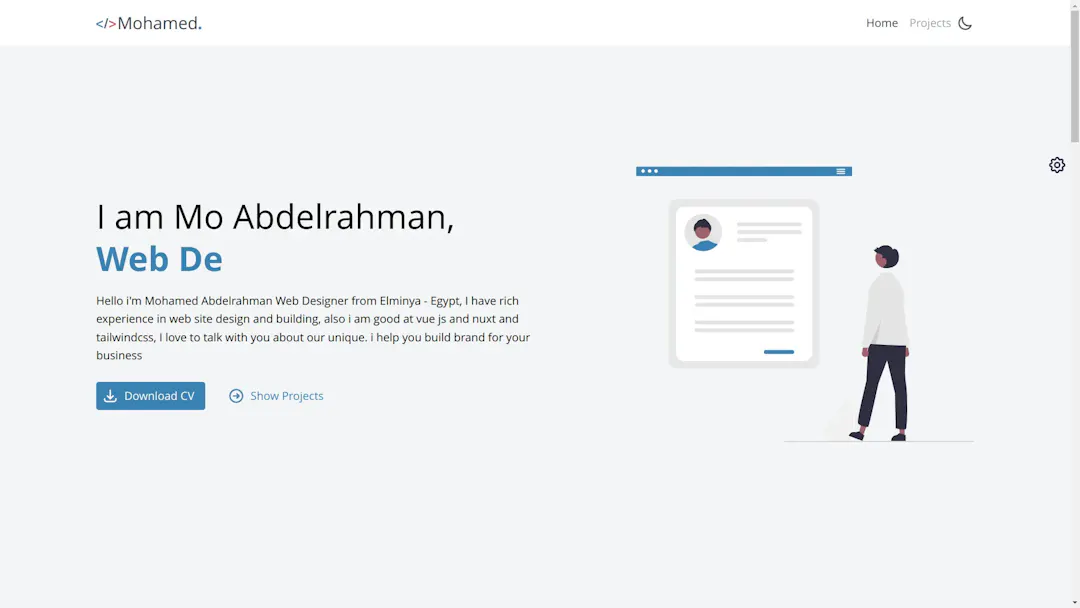 </>Mohamed.
Home Projects
I am Mo Abdelrahman,
Web De
Hello i'm Mohamed Abdelrahman Web Designer from Elminya - Egypt, I have rich
experience in web site design and building, also i am good at vue js and nuxt and
tailwindcss, I love to talk with you about our unique. i help you build brand for your
business
Download CV Show Projects